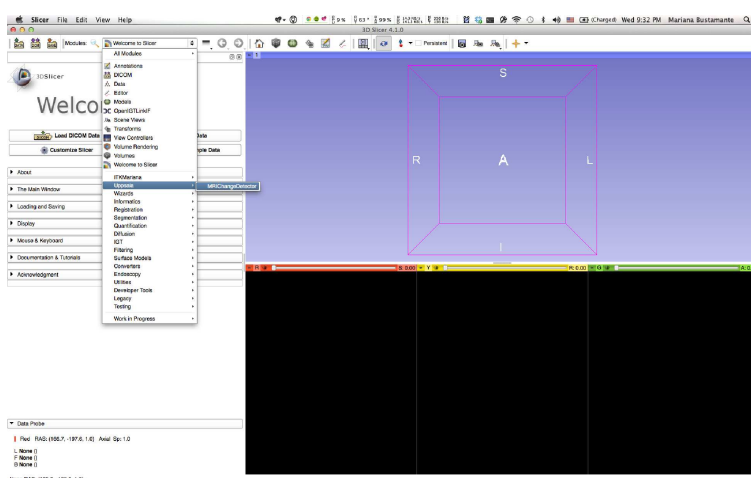 Slicer File Edit View Help
(Charged) Wed 9:32 PM Mariana Bustamante
3D Slicer 4.1.0
Modules: Welcome to Slicer
Persistent
All Modules
Annotations
DICOM
Data
Editor
Models
OpenIGTLinkIF
Scene Views
Transforms
View Controllers
Volume Rendering
Volumes
Welcome to Slicer
ITKMariana
Uppsala
MRIChangeDetector
Wizards
Informatics
Registration
Segmentation
Quantification
Diffusion
IGT
Filtering
Surface Models
Converters
Endoscopy
Utilities
Developer Tools
Legacy
Testing
Work in Progress
3DSlicer
Welco
Load DICOM Data
Data
Customize Slicer
ple Data
About
The Main Window
Loading and Saving
Display
Mouse & Keyboard
Documentation & Tutorials
Acknowledgment
1
S
R
A
L
I
R
S: 0.00
Y
R: 0.00
G
Data Probe
Red RAS: (166.7, -197.6, 1.0) Axial Sp: 1.0
L None ()
F None ()
B None ()